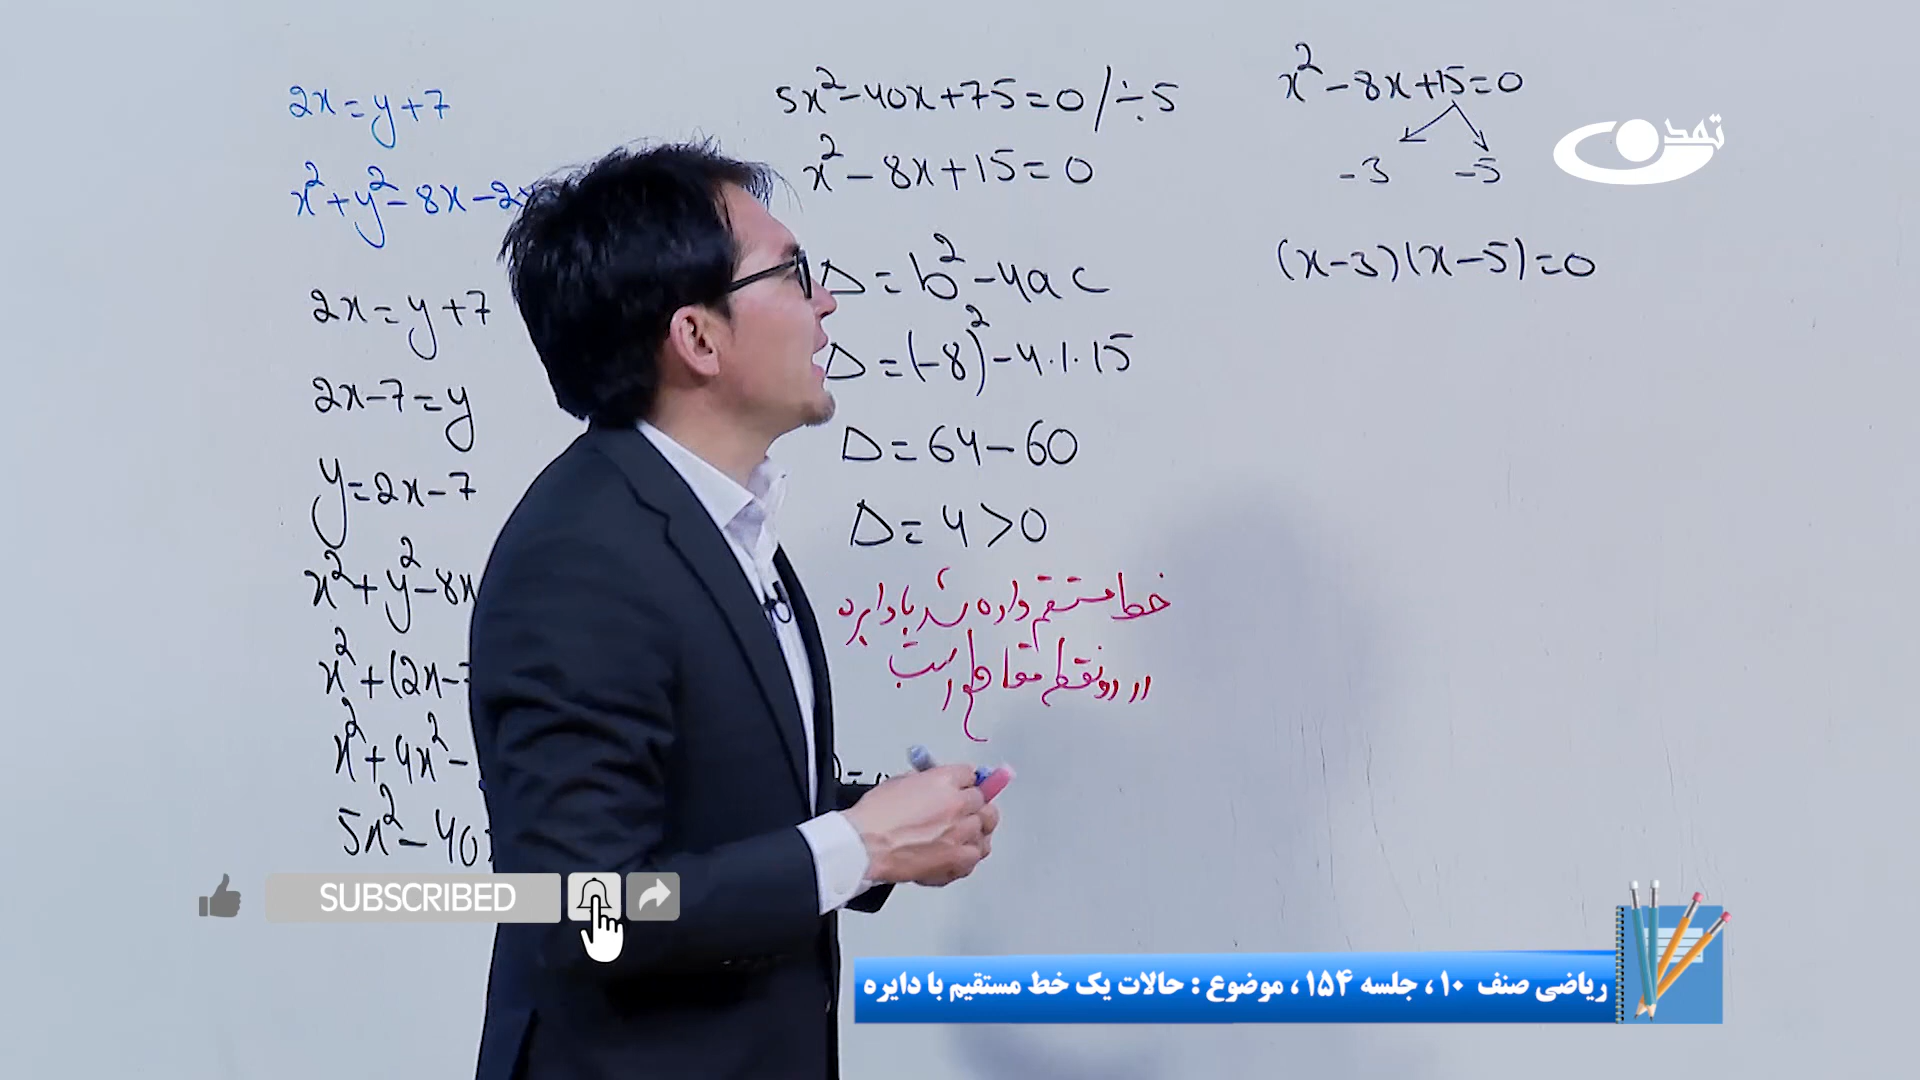 2x=y+7
x²+y²-8x-2y
2x=y+7
2x-7=y
y=2x-7
x²+y²-8x
x²+(2x-7
x²+4x²-
5x²-40x
5x²-40x+75=0/÷5
x²-8x+15=0
Δ=b²-4ac
Δ=(-8)²-4·1·15
Δ=64-60
Δ=4>0
خط مستقیم داده شد با دایره
در دو نقطه متقاطع است
x²-8x+15=0
-3 -5
(x-3)(x-5)=0
تمدن
SUBSCRIBED
ریاضی صنف ۱۰ ، جلسه ۱۵۴ ، موضوع : حالات یک خط مستقیم با دایره